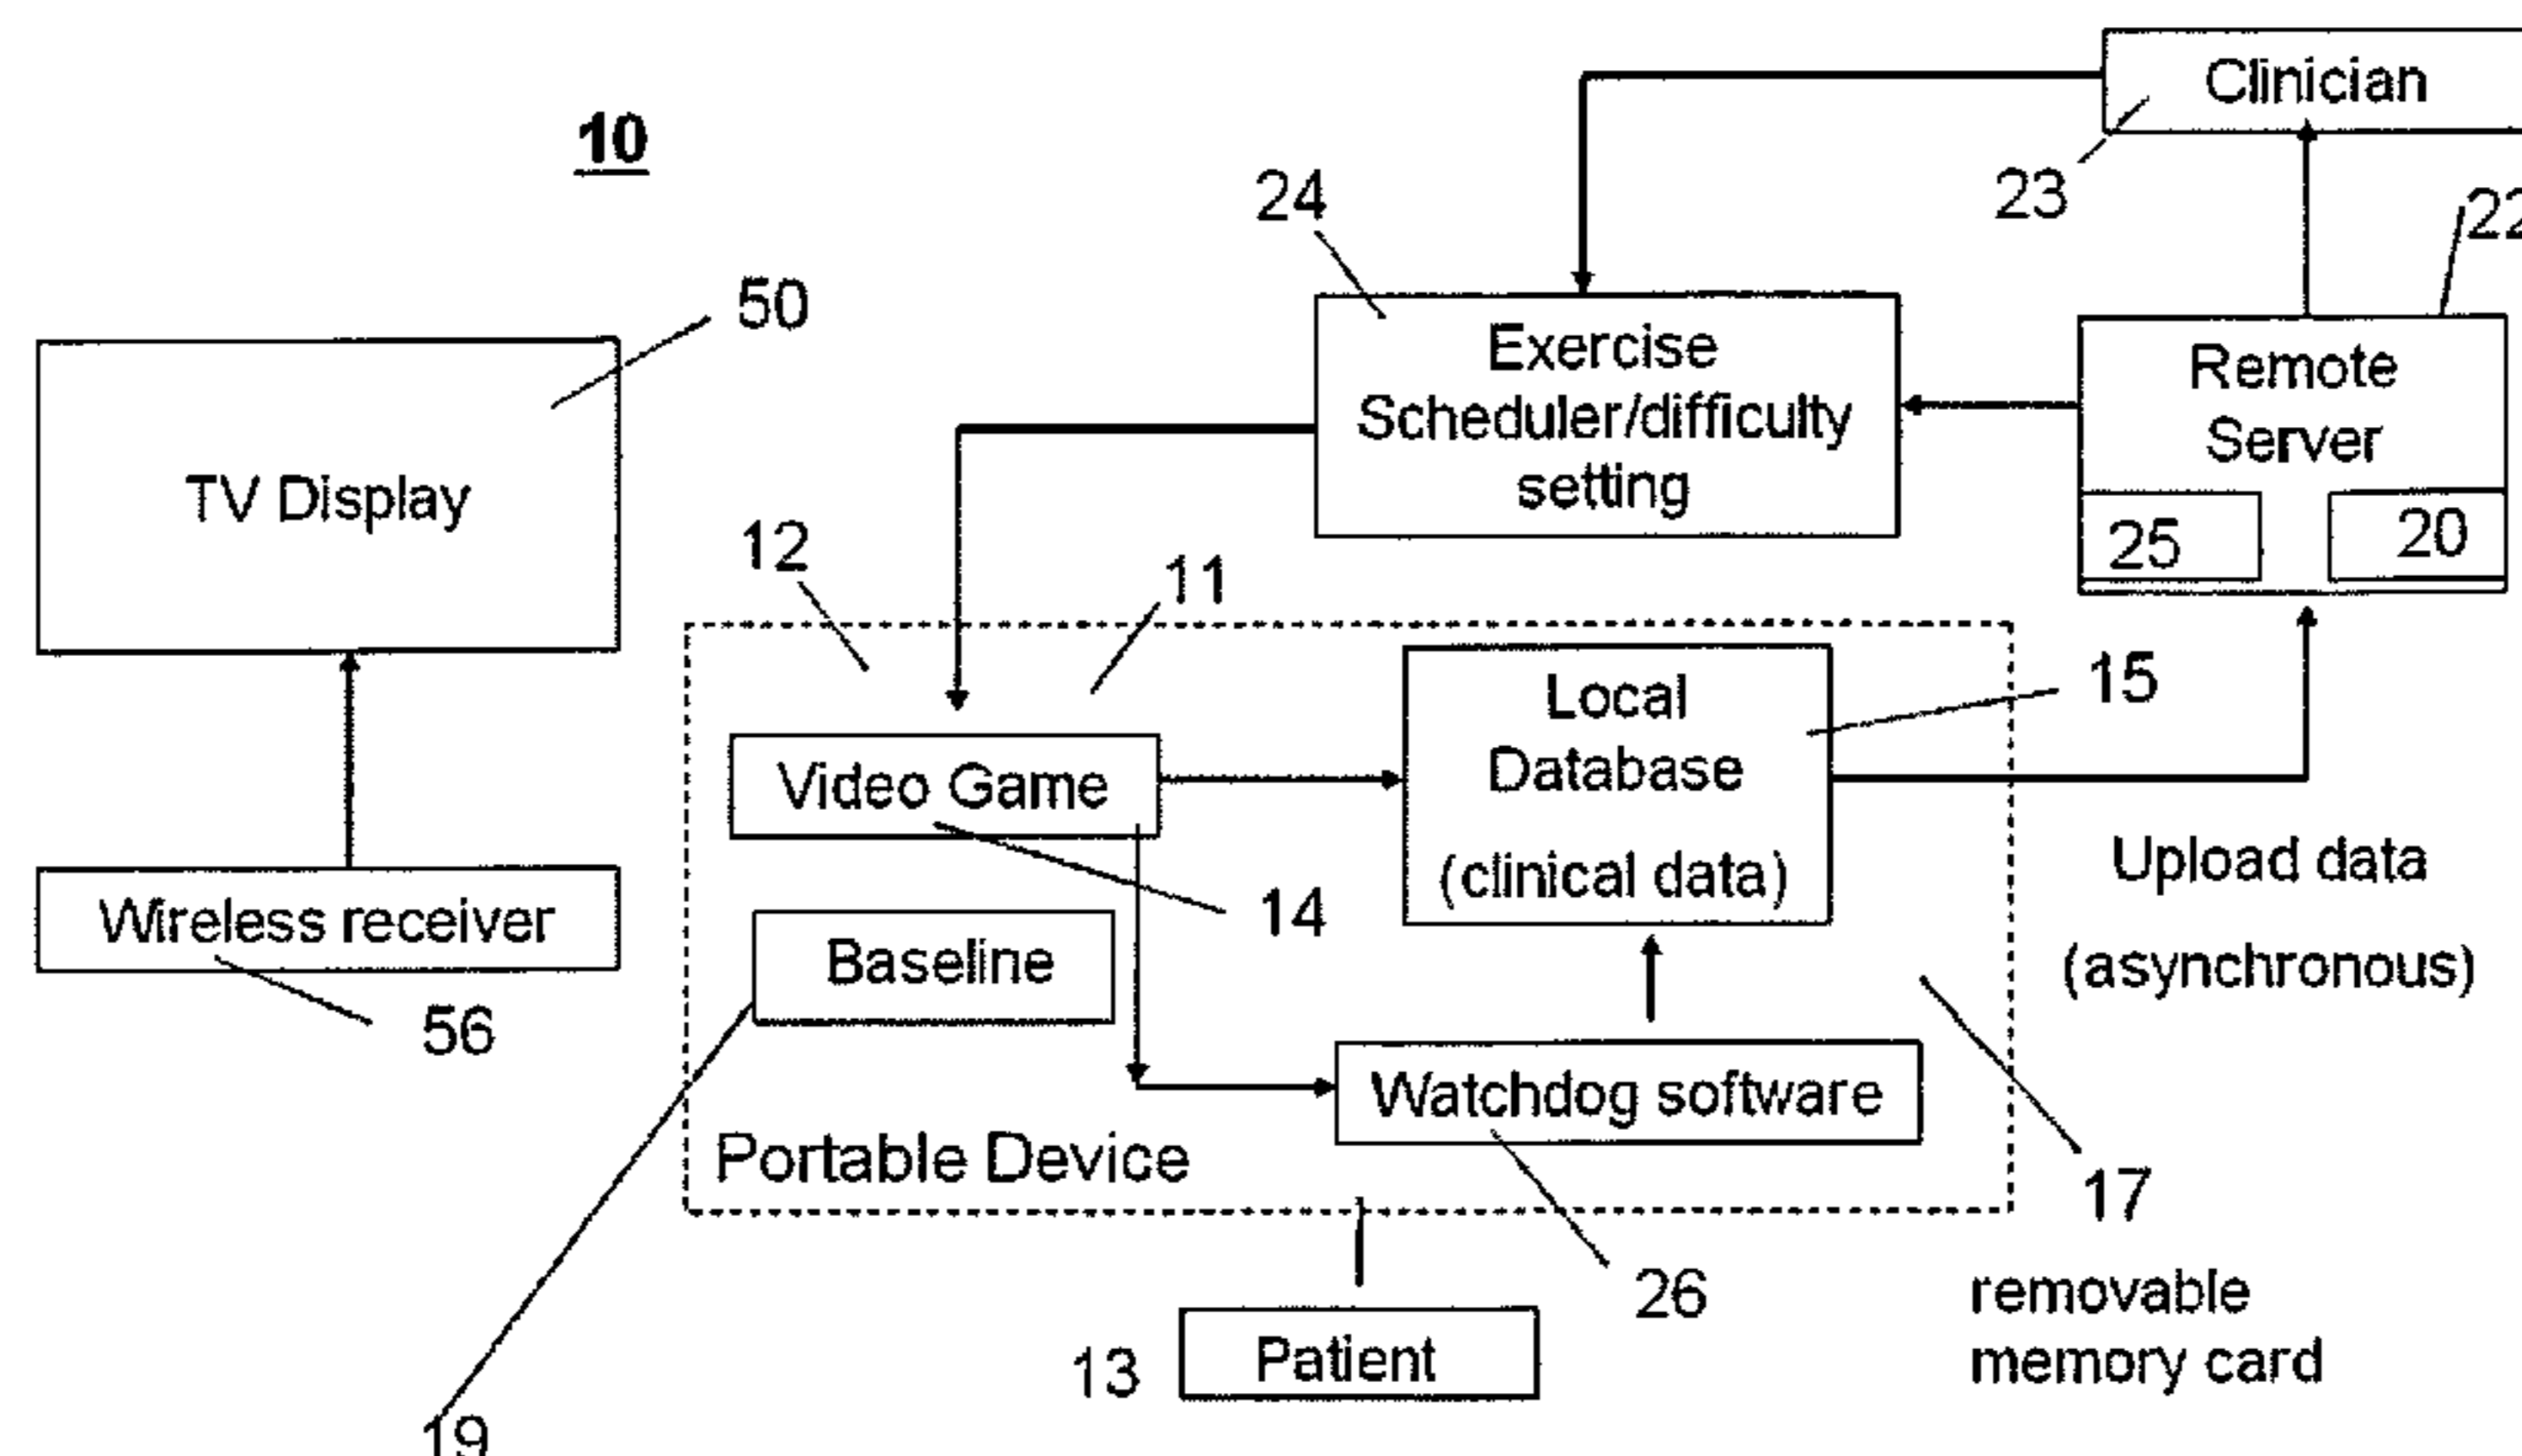 Clinician
10
24
23
22
50
Exercise
Scheduler/difficulty
setting
Remote
Server
25
20
TV Display
12
11
15
Local
Database
(clinical data)
Video Game
14
Upload data
(asynchronous)
Wireless receiver
56
Baseline
Watchdog software
Portable Device
17
removable
memory card
26
13
Patient
19